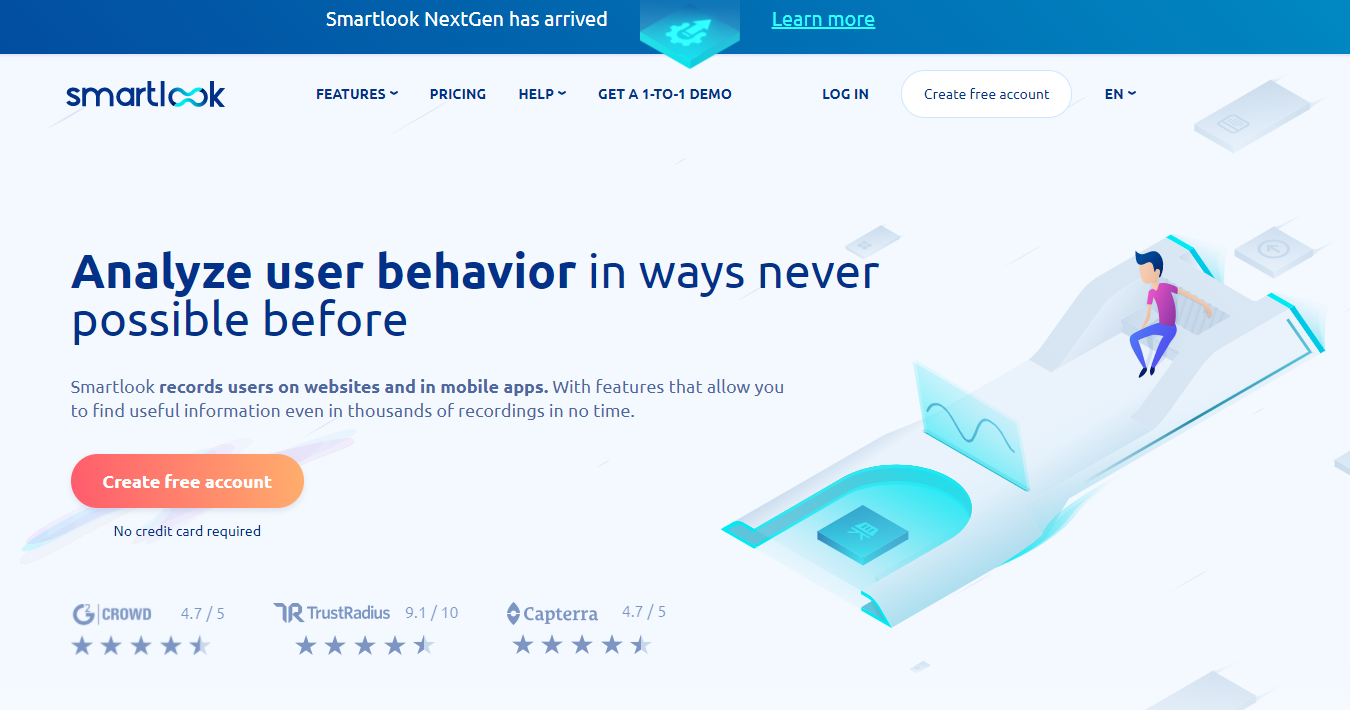 Smartlook NextGen has arrived Learn more
smartlook FEATURES PRICING HELP GET A 1-TO-1 DEMO LOG IN Create free account EN
Analyze user behavior in ways never
possible before
Smartlook records users on websites and in mobile apps. With features that allow you
to find useful information even in thousands of recordings in no time.
Create free account
No credit card required
G2 CROWD 4.7 / 5 TrustRadius 9.1 / 10 Capterra 4.7 / 5